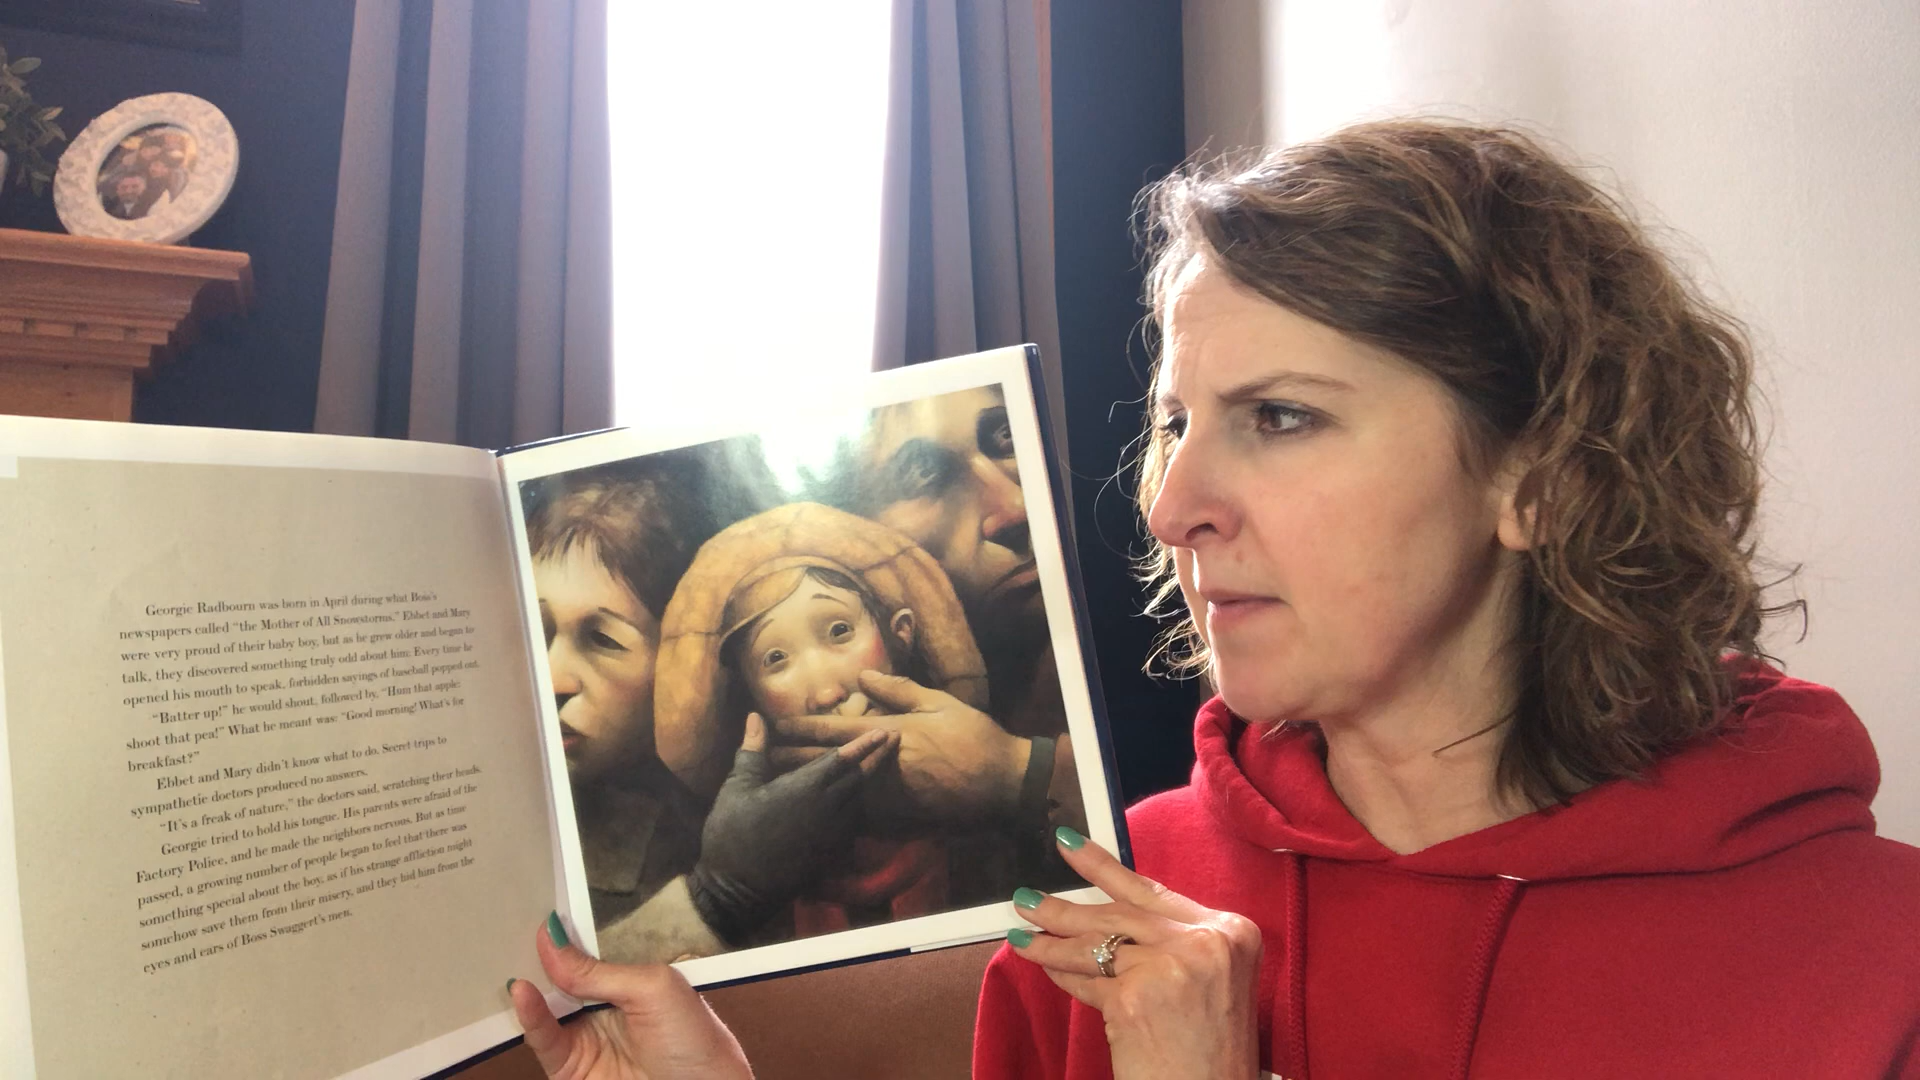 Georgie Radbourn was born in April during what Boss's
newspapers called "the Mother of All Snowstorms." Ebbet and Mary
were very proud of their baby boy, but as he grew older and began to
talk, they discovered something truly odd about him: Every time he
opened his mouth to speak, forbidden sayings of baseball popped out.
"Batter up!" he would shout, followed by, "Hum that apple;
shoot that pea!" What he meant was: "Good morning! What's for
breakfast?"
Ebbet and Mary didn't know what to do. Secret trips to
sympathetic doctors produced no answers.
"It's a freak of nature," the doctors said, scratching their heads.
Georgie tried to hold his tongue. His parents were afraid of the
Factory Police, and he made the neighbors nervous. But as time
passed, a growing number of people began to feel that there was
something special about the boy, as if his strange affliction might
somehow save them from their misery, and they hid him from the
eyes and ears of Boss Swaggert's men.